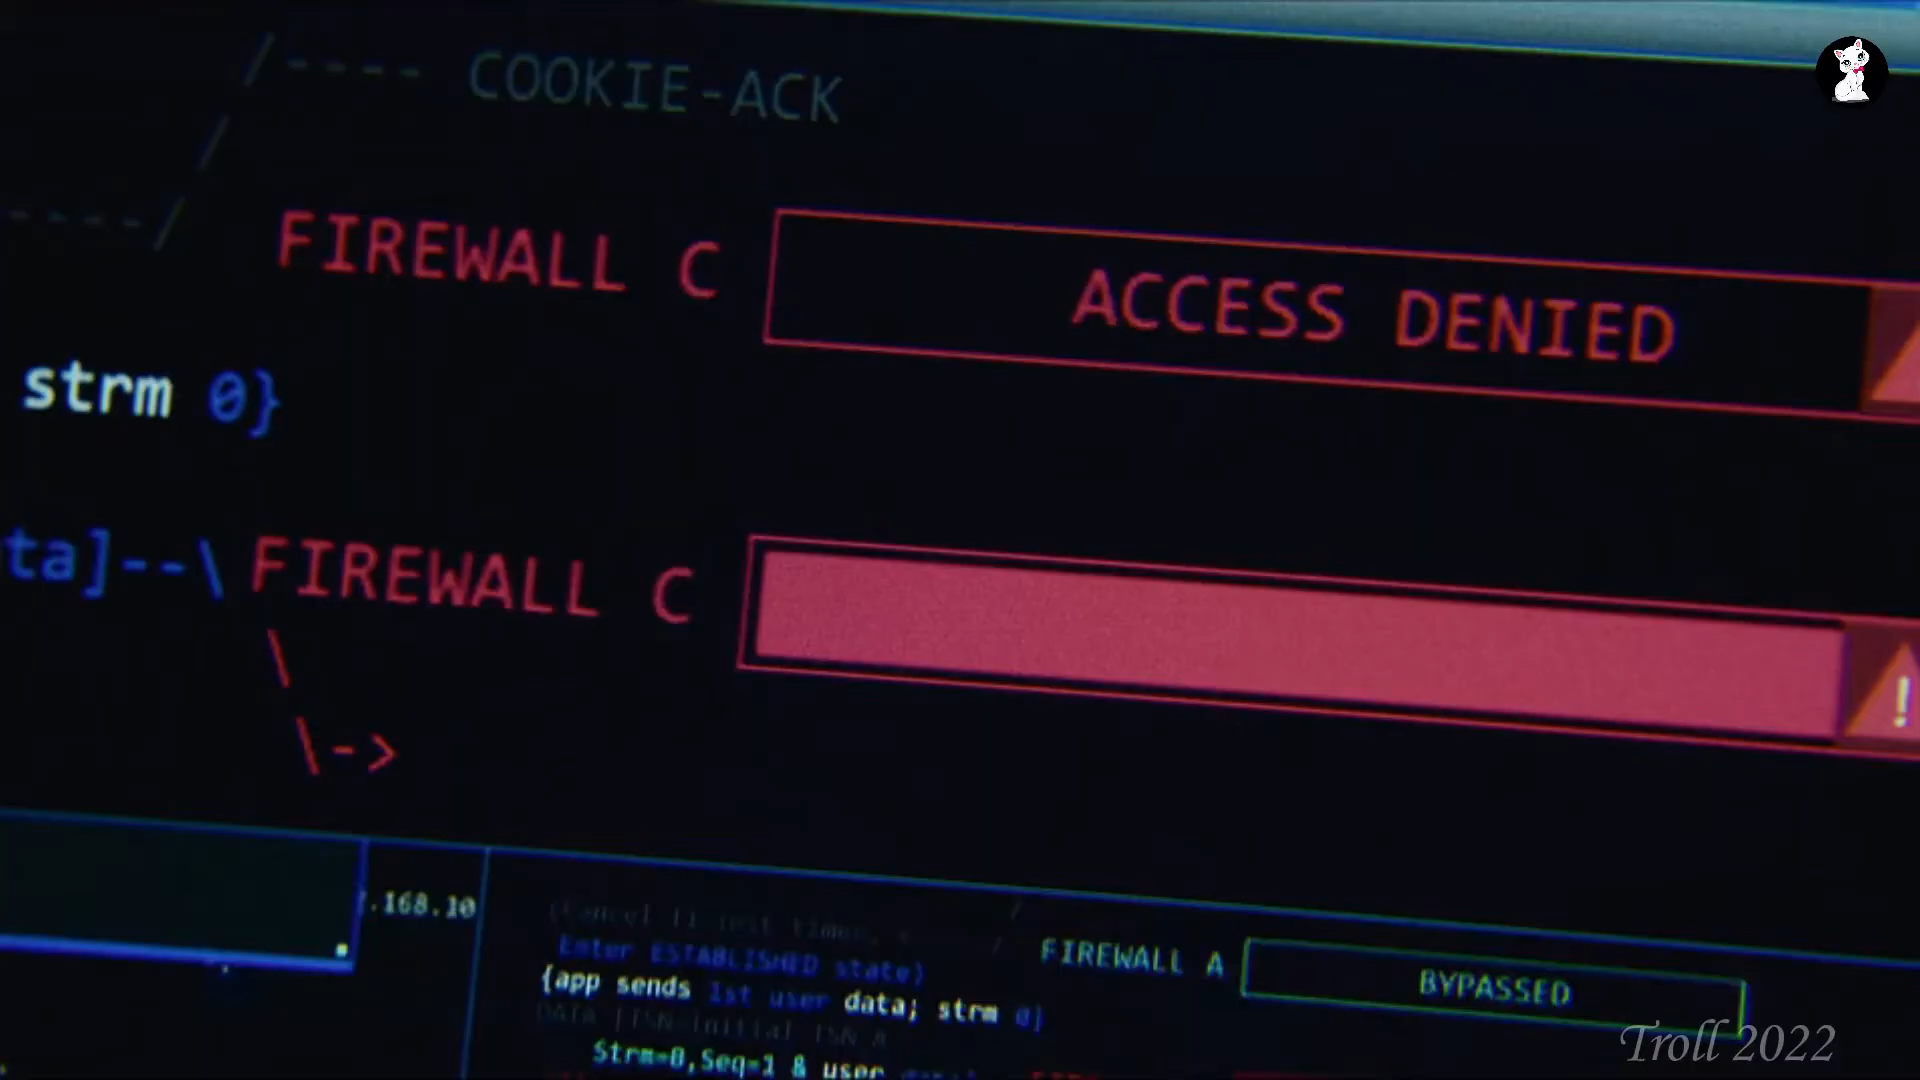 /---- COOKIE-ACK
/
----/
FIREWALL C ACCESS DENIED
strm 0}
ta]--\ FIREWALL C
!
\
\->
.168.10
Enter ESTABLISHED state)
FIREWALL A BYPASSED
{app sends 1st user data; strm 0}
Strm=0,Seq=1 & user
Troll 2022